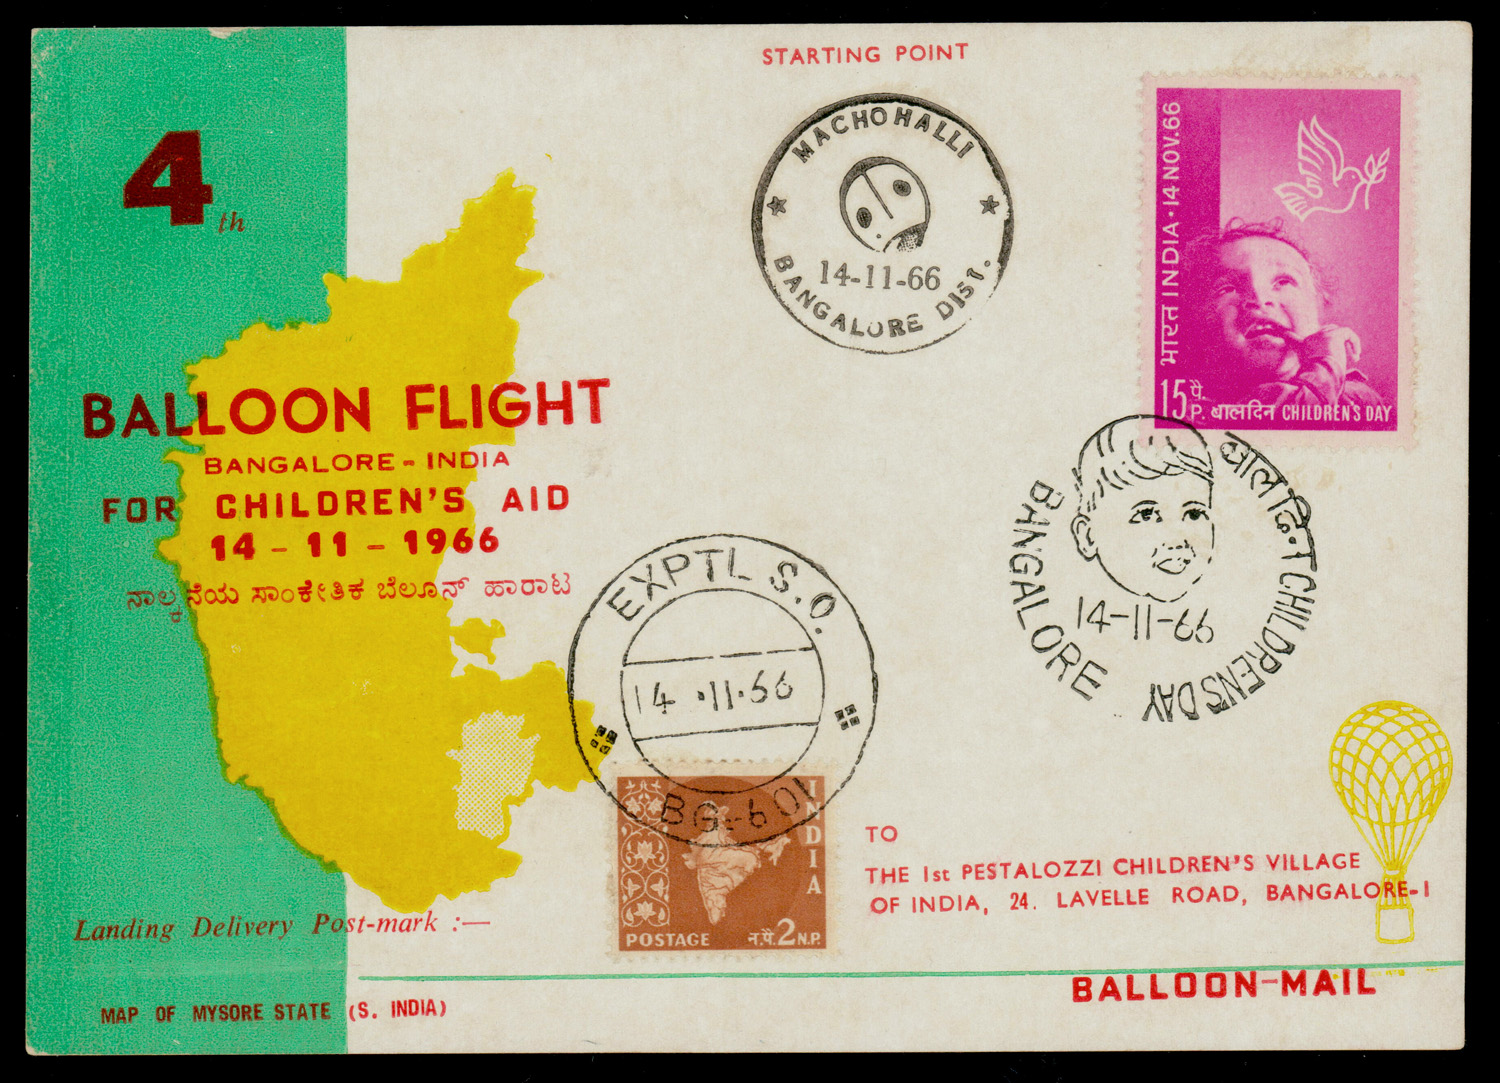 STARTING POINT
4th
MACHOHALLI
14-11-66
BANGALORE DIST.
भारत INDIA · 14 NOV. 66
15 पै.
P. बालदिन CHILDREN'S DAY
BALLOON FLIGHT
BANGALORE - INDIA
FOR CHILDREN'S AID
14 - 11 - 1966
ನಾಲ್ಕನೆಯ ಸಾಂಕೇತಿಕ ಬೆಲೂನ್ ಹಾರಾಟ
बाल दिन
CHILDREN'S DAY
BANGALORE
14-11-66
EXPTL S.O.
14 · 11 · 66
BG-601
INDIA
POSTAGE न.पै. 2 N.P.
TO
THE 1st PESTALOZZI CHILDREN'S VILLAGE
OF INDIA, 24. LAVELLE ROAD, BANGALORE-1
Landing Delivery Post-mark :—
BALLOON-MAIL
MAP OF MYSORE STATE (S. INDIA)